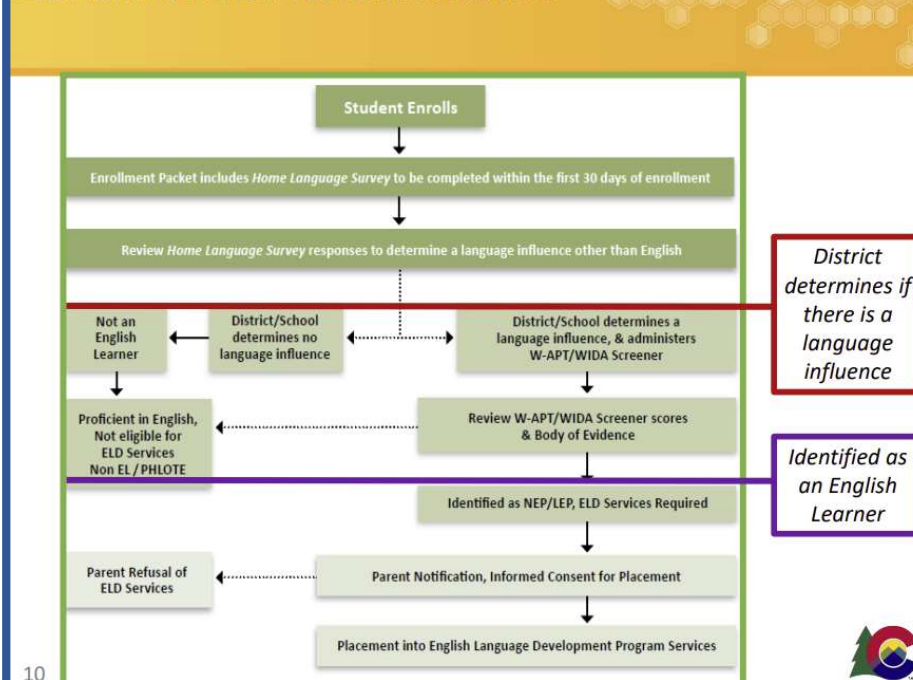 Student Enrolls
Enrollment Packet includes Home Language Survey to be completed within the first 30 days of enrollment
Review Home Language Survey responses to determine a language influence other than English
District
determines if
there is a
language
influence
Not an
English
Learner
District/School
determines no
language influence
District/School determines a
language influence, & administers
W-APT/WIDA Screener
Proficient in English,
Not eligible for
ELD Services
Non EL / PHLOTE
Review W-APT/WIDA Screener scores
& Body of Evidence
Identified as
an English
Learner
Identified as NEP/LEP, ELD Services Required
Parent Refusal of
ELD Services
Parent Notification, Informed Consent for Placement
Placement into English Language Development Program Services
10